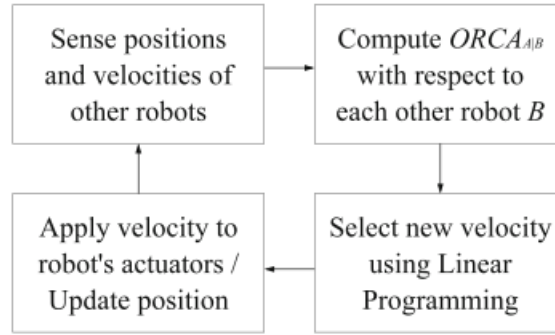 Sense positions
and velocities of
other robots
Compute ORCA_{A|B}
with respect to
each other robot B
Apply velocity to
robot's actuators /
Update position
Select new velocity
using Linear
Programming